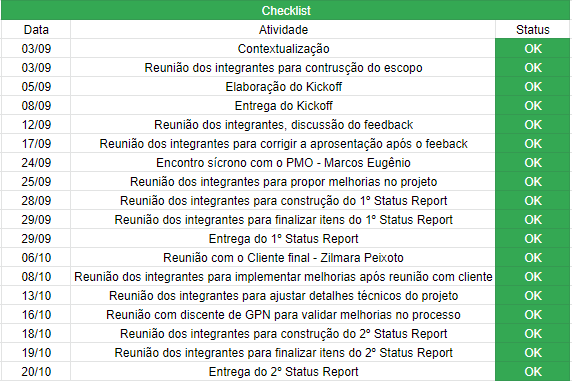 Checklist
Data Atividade Status
03/09 Contextualização OK
03/09 Reunião dos integrantes para contrusção do escopo OK
05/09 Elaboração do Kickoff OK
08/09 Entrega do Kickoff OK
12/09 Reunião dos integrantes, discussão do feedback OK
17/09 Reunião dos integrantes para corrigir a aprosentação após o feeback OK
24/09 Encontro sícrono com o PMO - Marcos Eugênio OK
25/09 Reunião dos integrantes para propor melhorias no projeto OK
28/09 Reunião dos integrantes para construção do 1º Status Report OK
29/09 Reunião dos integrantes para finalizar itens do 1º Status Report OK
29/09 Entrega do 1º Status Report OK
06/10 Reunião com o Cliente final - Zilmara Peixoto OK
08/10 Reunião dos integrantes para implementar melhorias após reunião com cliente OK
13/10 Reunião dos integrantes para ajustar detalhes técnicos do projeto OK
16/10 Reunião com discente de GPN para validar melhorias no processo OK
18/10 Reunião dos integrantes para construção do 2º Status Report OK
19/10 Reunião dos integrantes para finalizar itens do 2º Status Report OK
20/10 Entrega do 2º Status Report OK